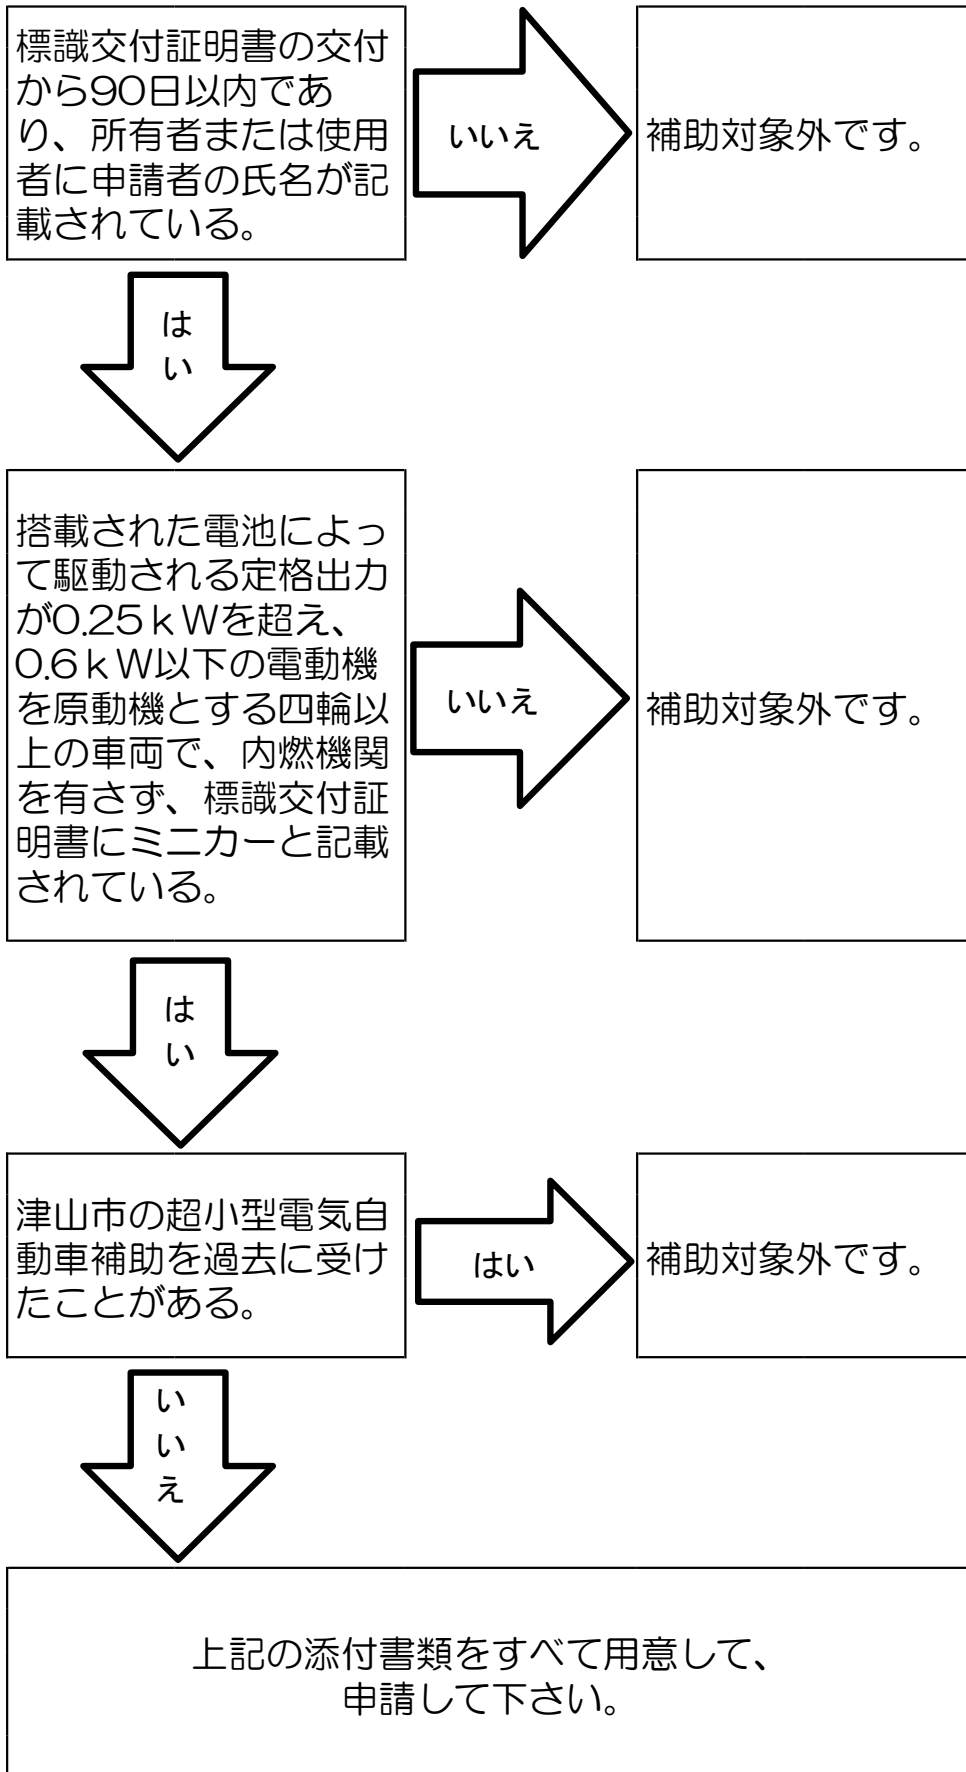 標識交付証明書の交付
から90日以内であ
り、所有者または使用
者に申請者の氏名が記
載されている。
いいえ
補助対象外です。
はい
搭載された電池によっ
て駆動される定格出力
が0.25ｋWを超え、
0.6ｋW以下の電動機
を原動機とする四輪以
上の車両で、内燃機関
を有さず、標識交付証
明書にミニカーと記載
されている。
いいえ
補助対象外です。
はい
津山市の超小型電気自
動車補助を過去に受け
たことがある。
はい
補助対象外です。
いいえ
上記の添付書類をすべて用意して、
申請して下さい。